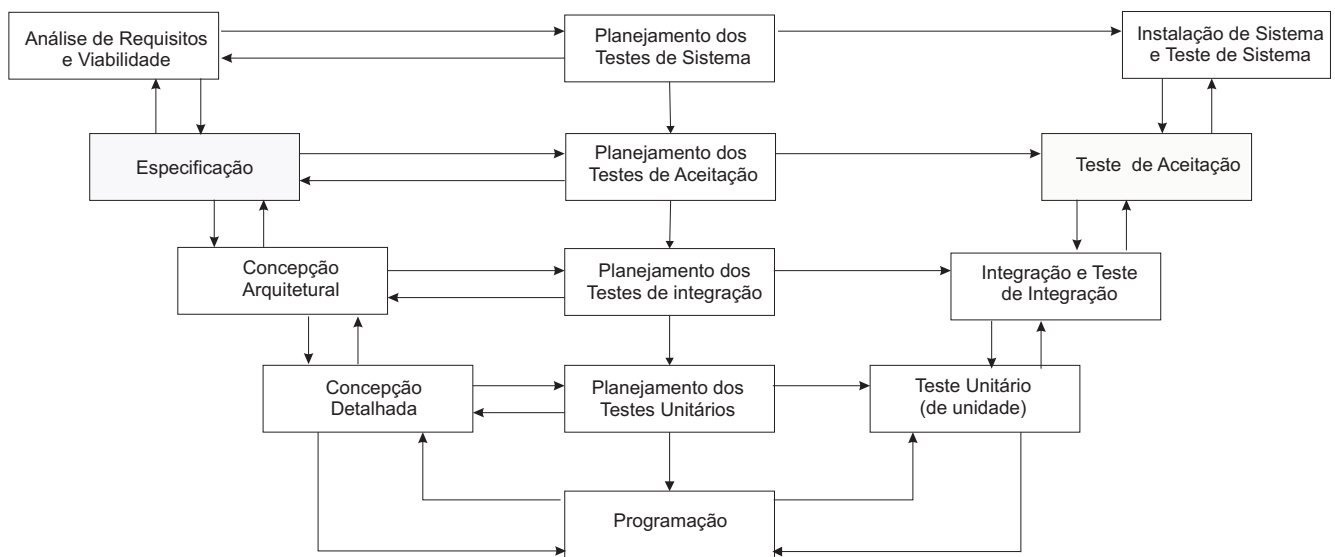 Análise de Requisitos
e Viabilidade
Planejamento dos
Testes de Sistema
Instalação de Sistema
e Teste de Sistema
Especificação
Planejamento dos
Testes de Aceitação
Teste de Aceitação
Concepção
Arquitetural
Planejamento dos
Testes de integração
Integração e Teste
de Integração
Concepção
Detalhada
Planejamento dos
Testes Unitários
Teste Unitário
(de unidade)
Programação